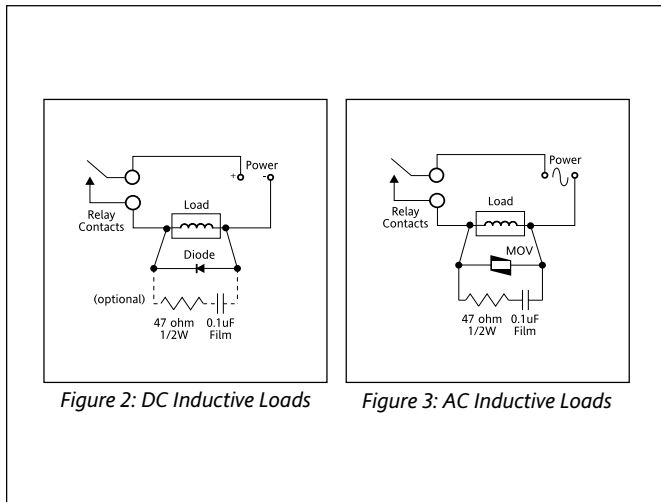 Power
+ -
Relay
Contacts
Load
Diode
(optional)
47 ohm
1/2W
0.1uF
Film
Figure 2: DC Inductive Loads
Power
Relay
Contacts
Load
MOV
47 ohm
1/2W
0.1uF
Film
Figure 3: AC Inductive Loads